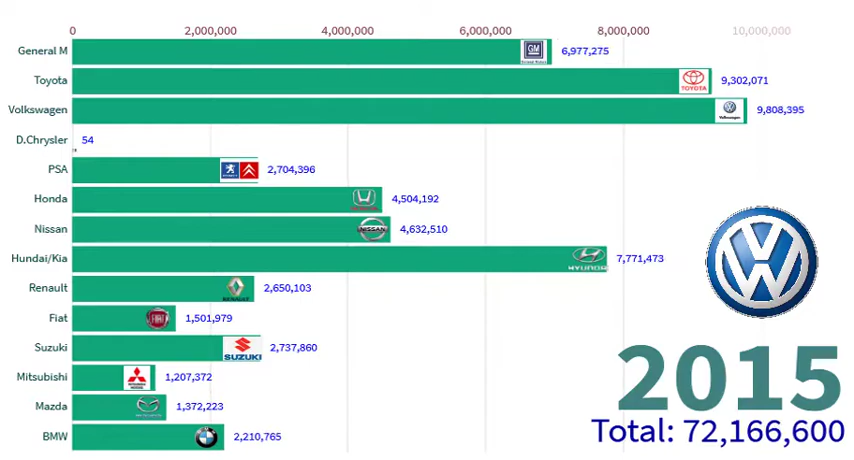 0 2,000,000 4,000,000 6,000,000 8,000,000 10,000,000
General M GM 6,977,275
Toyota TOYOTA 9,302,071
Volkswagen Volkswagen 9,808,395
D.Chrysler 54
PSA 2,704,396
Honda 4,504,192
Nissan NISSAN 4,632,510
Hundai/Kia HYUNDAI 7,771,473
Renault RENAULT 2,650,103
Fiat FIAT 1,501,979
Suzuki SUZUKI 2,737,860
Mitsubishi 1,207,372
Mazda 1,372,223
BMW BMW 2,210,765
2015
Total: 72,166,600